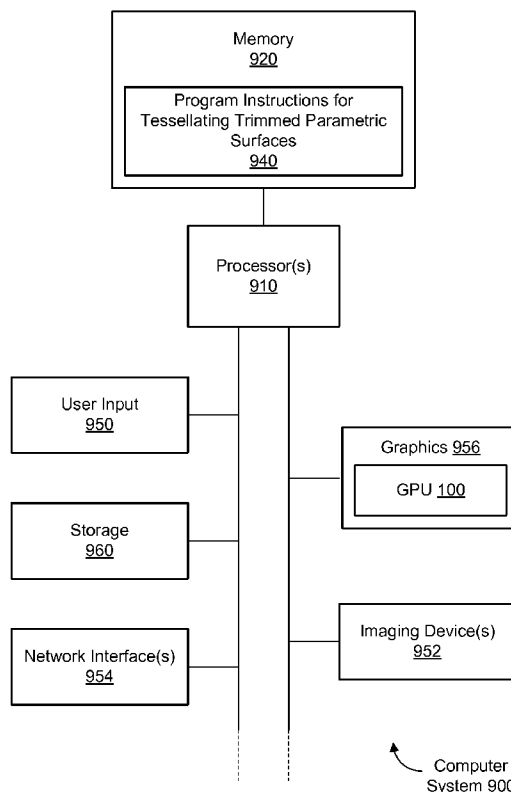 Memory
920
Program Instructions for
Tessellating Trimmed Parametric
Surfaces
940
Processor(s)
910
User Input
950
Graphics 956
GPU 100
Storage
960
Imaging Device(s)
952
Network Interface(s)
954
Computer
System 900